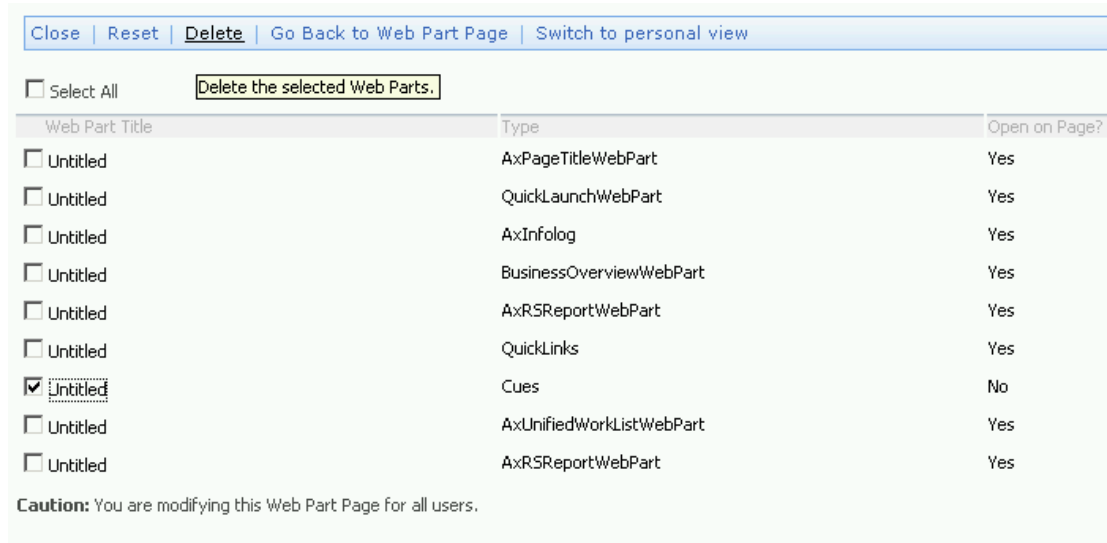 Close | Reset | Delete | Go Back to Web Part Page | Switch to personal view
Select All Delete the selected Web Parts.
Web Part Title Type Open on Page?
Untitled AxPageTitleWebPart Yes
Untitled QuickLaunchWebPart Yes
Untitled AxInfolog Yes
Untitled BusinessOverviewWebPart Yes
Untitled AxRSReportWebPart Yes
Untitled QuickLinks Yes
Untitled Cues No
Untitled AxUnifiedWorkListWebPart Yes
Untitled AxRSReportWebPart Yes
Caution: You are modifying this Web Part Page for all users.